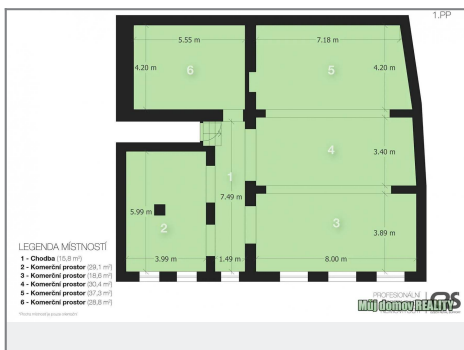 1.PP
5.55 m
7.18 m
4.20 m
6
5
4.20 m
1
4
3.40 m
7.49 m
5.99 m
2
3
3.89 m
3.99 m
1.49 m
8.00 m
LEGENDA MÍSTNOSTÍ
1 - Chodba (15,8 m²)
2 - Komerční prostor (29,1 m²)
3 - Komerční prostor (18,6 m²)
4 - Komerční prostor (30,4 m²)
5 - Komerční prostor (37,3 m²)
6 - Komerční prostor (28,8 m²)
PROFESIONÁLNÍ
Můj domov REALITY